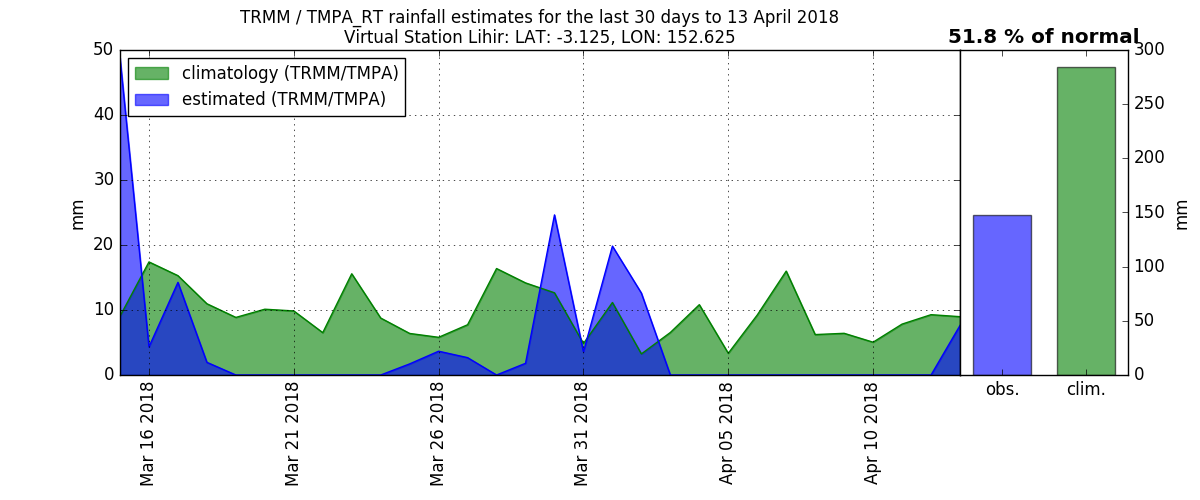 TRMM / TMPA_RT rainfall estimates for the last 30 days to 13 April 2018
Virtual Station Lihir: LAT: -3.125, LON: 152.625
51.8 % of normal
climatology (TRMM/TMPA)
estimated (TRMM/TMPA)
50
40
30
20
10
0
mm
Mar 16 2018
Mar 21 2018
Mar 26 2018
Mar 31 2018
Apr 05 2018
Apr 10 2018
obs.
clim.
300
250
200
150
100
50
0
mm